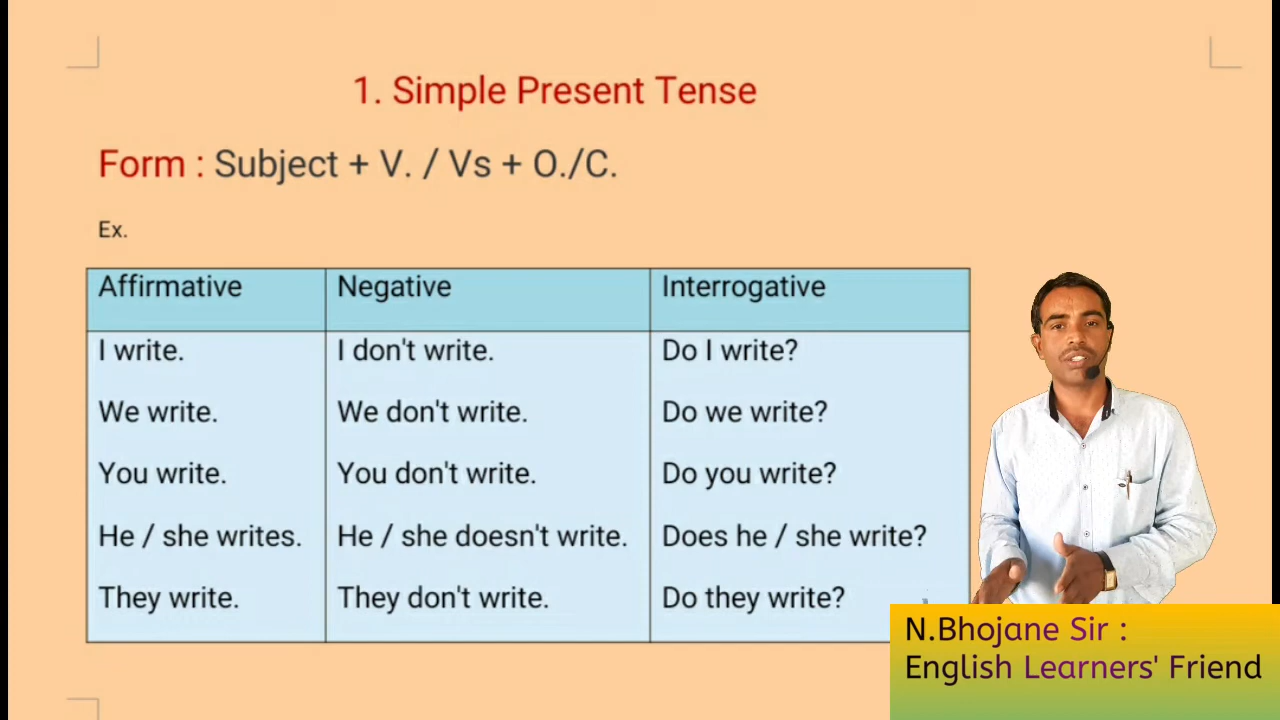 1. Simple Present Tense
Form : Subject + V. / Vs + O./C.
Ex.
Affirmative Negative Interrogative
I write. I don't write. Do I write?
We write. We don't write. Do we write?
You write. You don't write. Do you write?
He / she writes. He / she doesn't write. Does he / she write?
They write. They don't write. Do they write?
N.Bhojane Sir :
English Learners' Friend